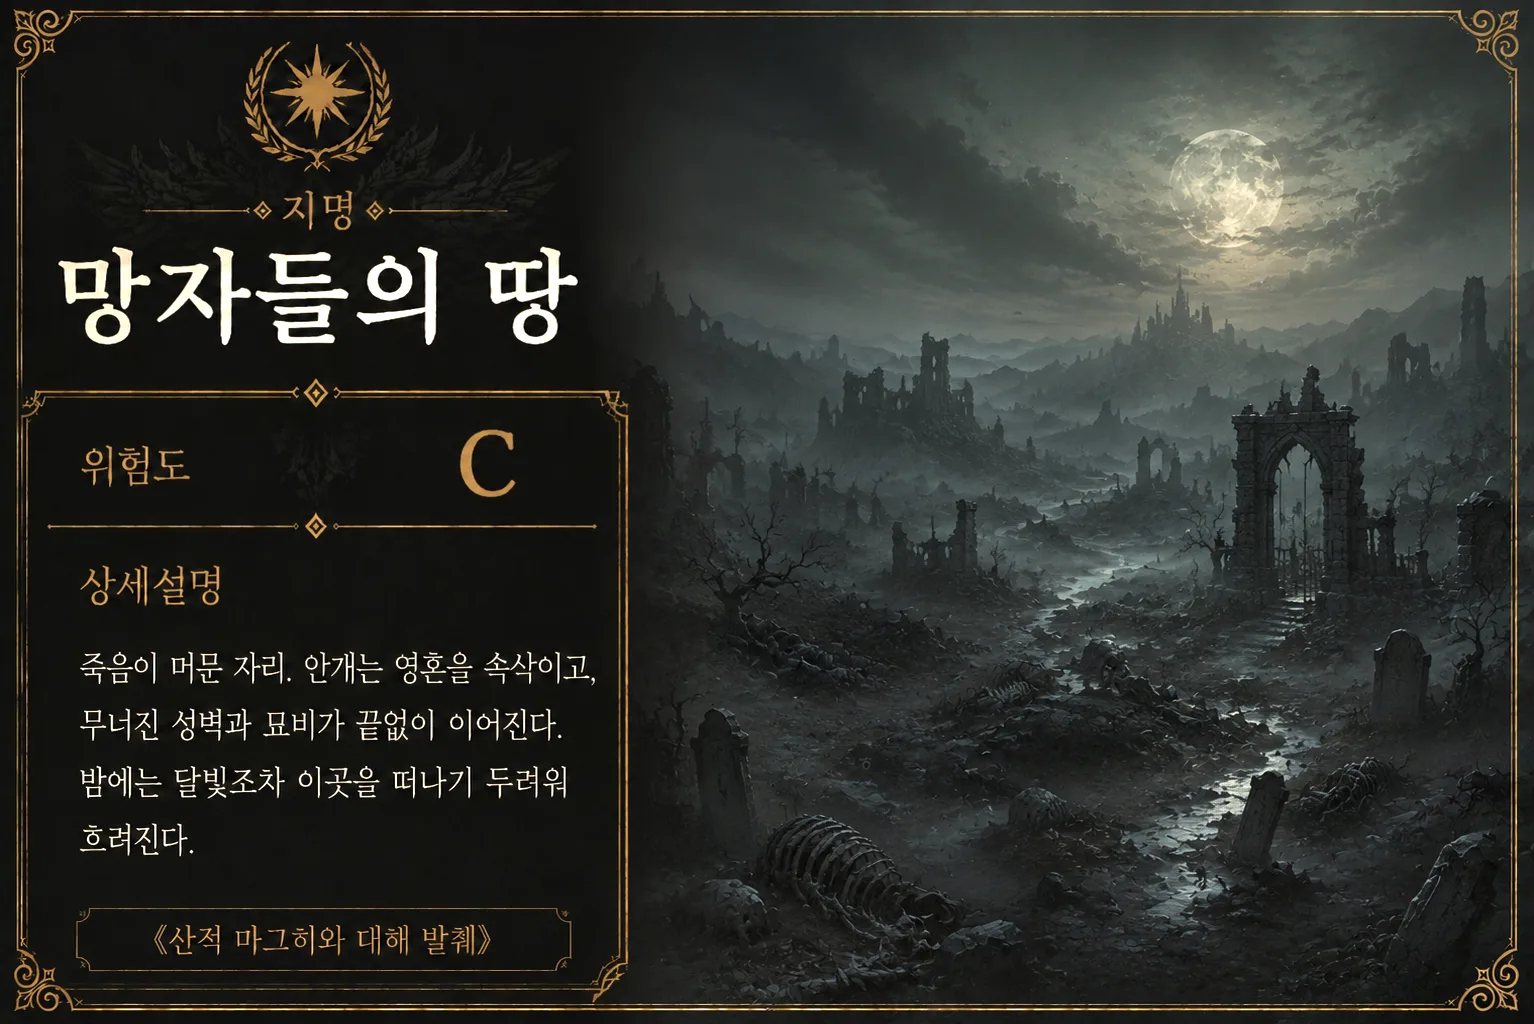 지명
망자들의 땅
위험도
C
상세설명
죽음이 머문 자리. 안개는 영혼을 속삭이고,
무너진 성벽과 묘비가 끝없이 이어진다.
밤에는 달빛조차 이곳을 떠나기 두려워
흐려진다.
《산적 마그히와 대해 발췌》